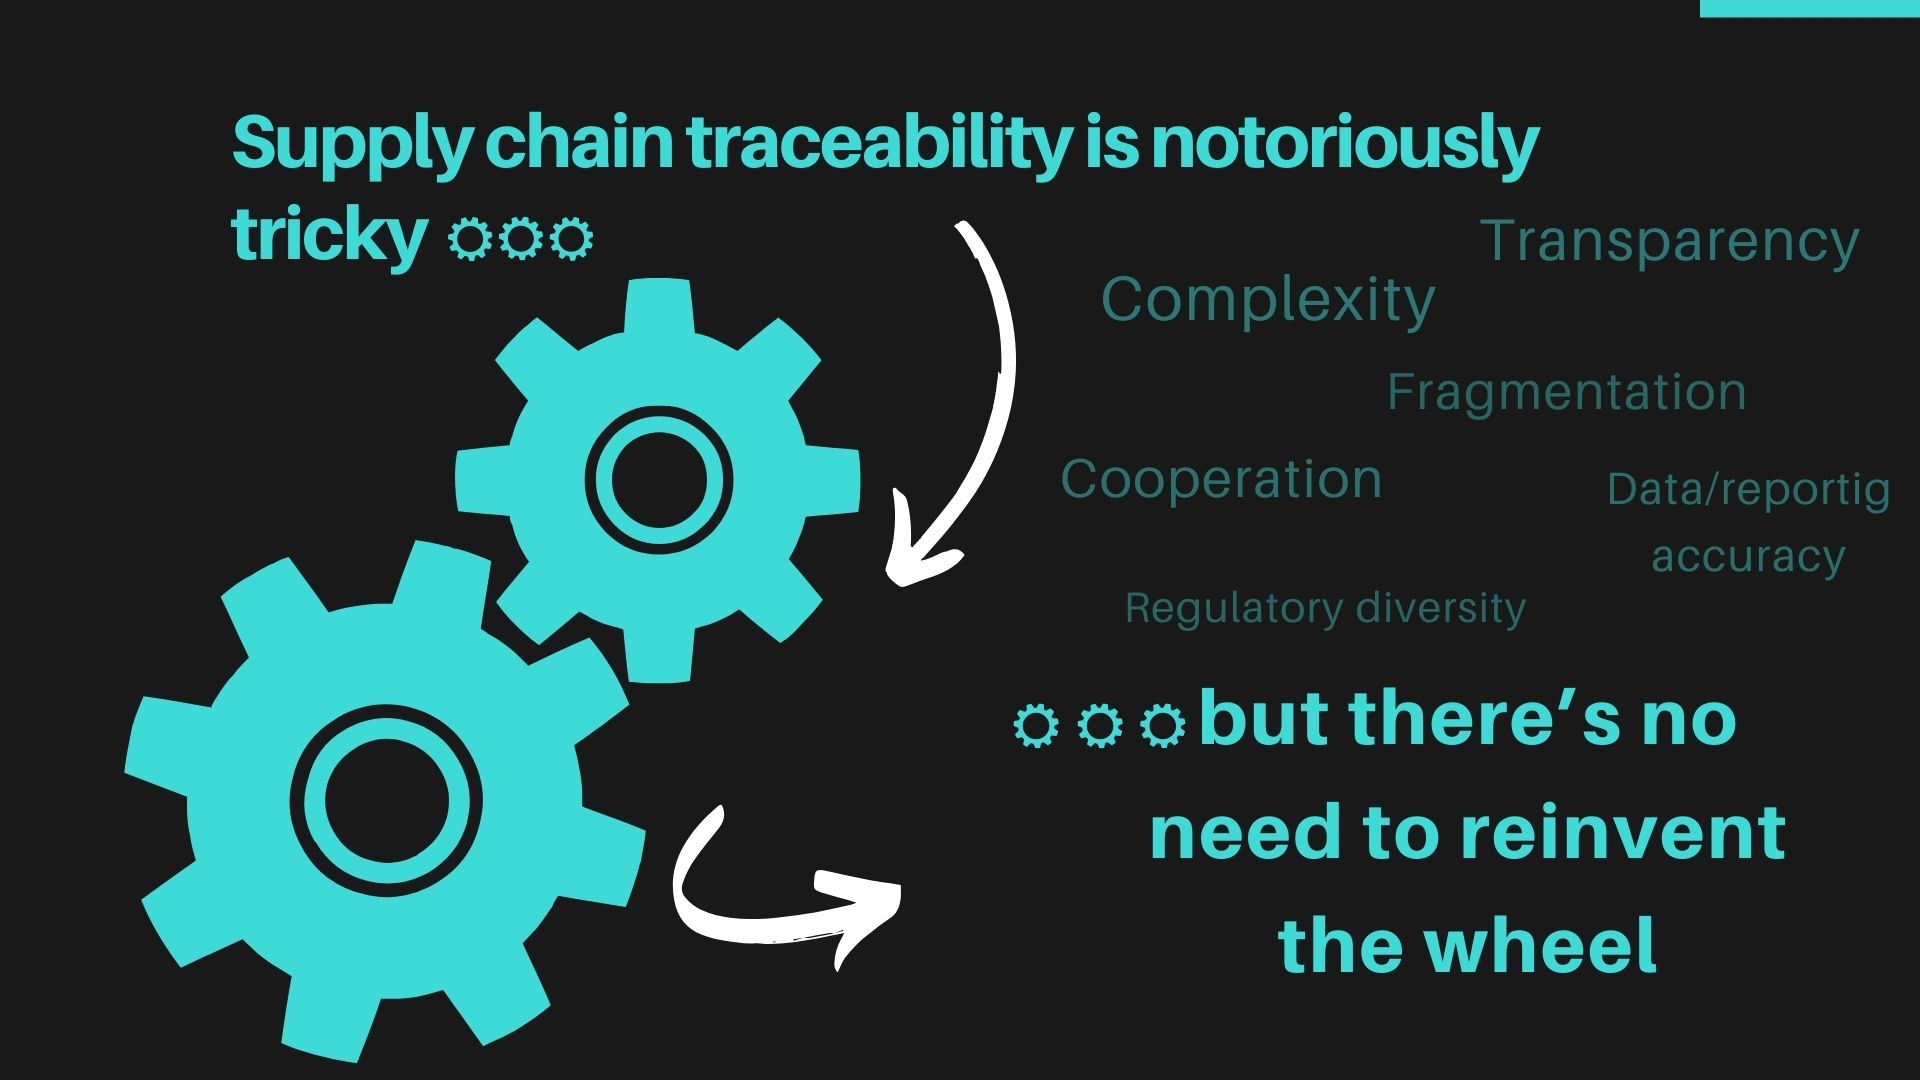 Supply chain traceability is notoriously
tricky
Transparency
Complexity
Fragmentation
Cooperation
Data/reportig
accuracy
Regulatory diversity
but there’s no
need to reinvent
the wheel